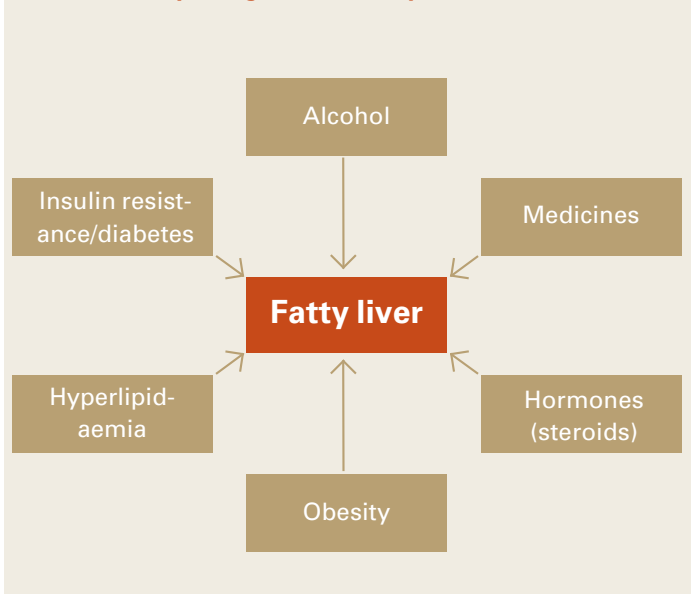 Alcohol
Insulin resist-
ance/diabetes
Medicines
Fatty liver
Hyperlipid-
aemia
Hormones
(steroids)
Obesity